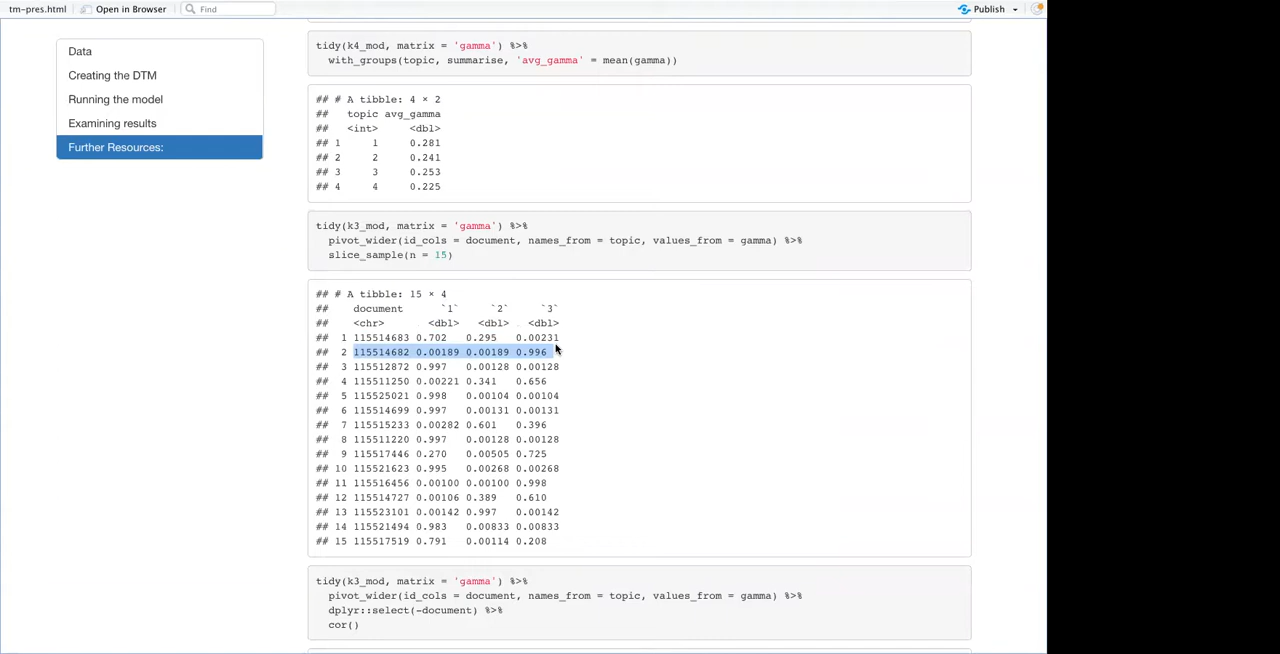 tm-pres.html Open in Browser Find Publish
Data
Creating the DTM
Running the model
Examining results
Further Resources:
tidy(k4_mod, matrix = 'gamma') %>%
  with_groups(topic, summarise, 'avg_gamma' = mean(gamma))
## # A tibble: 4 × 2
##   topic avg_gamma
##   <int>     <dbl>
## 1     1     0.281
## 2     2     0.241
## 3     3     0.253
## 4     4     0.225
tidy(k3_mod, matrix = 'gamma') %>%
  pivot_wider(id_cols = document, names_from = topic, values_from = gamma) %>%
  slice_sample(n = 15)
## # A tibble: 15 × 4
##    document      `1`     `2`     `3`
##    <chr>       <dbl>   <dbl>   <dbl>
##  1 115514683 0.702   0.295   0.00231
##  2 115514682 0.00189 0.00189 0.996
##  3 115512872 0.997   0.00128 0.00128
##  4 115511250 0.00221 0.341   0.656
##  5 115525021 0.998   0.00104 0.00104
##  6 115514699 0.997   0.00131 0.00131
##  7 115515233 0.00282 0.601   0.396
##  8 115511220 0.997   0.00128 0.00128
##  9 115517446 0.270   0.00505 0.725
## 10 115521623 0.995   0.00268 0.00268
## 11 115516456 0.00100 0.00100 0.998
## 12 115514727 0.00106 0.389   0.610
## 13 115523101 0.00142 0.997   0.00142
## 14 115521494 0.983   0.00833 0.00833
## 15 115517519 0.791   0.00114 0.208
tidy(k3_mod, matrix = 'gamma') %>%
  pivot_wider(id_cols = document, names_from = topic, values_from = gamma) %>%
  dplyr::select(-document) %>%
  cor()